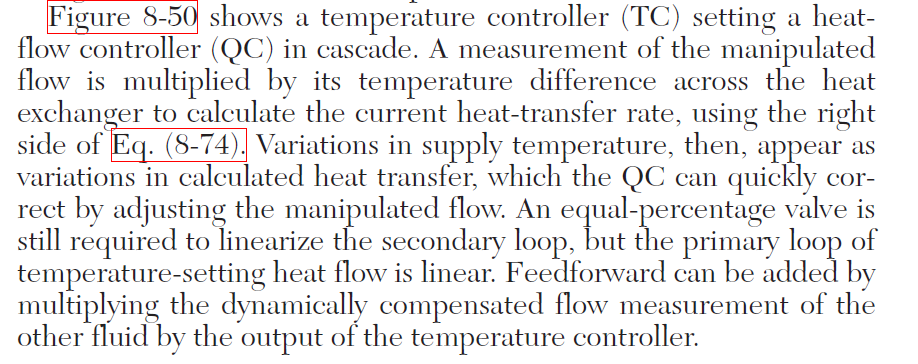 Figure 8-50 shows a temperature controller (TC) setting a heat-
flow controller (QC) in cascade. A measurement of the manipulated
flow is multiplied by its temperature difference across the heat
exchanger to calculate the current heat-transfer rate, using the right
side of Eq. (8-74). Variations in supply temperature, then, appear as
variations in calculated heat transfer, which the QC can quickly cor-
rect by adjusting the manipulated flow. An equal-percentage valve is
still required to linearize the secondary loop, but the primary loop of
temperature-setting heat flow is linear. Feedforward can be added by
multiplying the dynamically compensated flow measurement of the
other fluid by the output of the temperature controller.